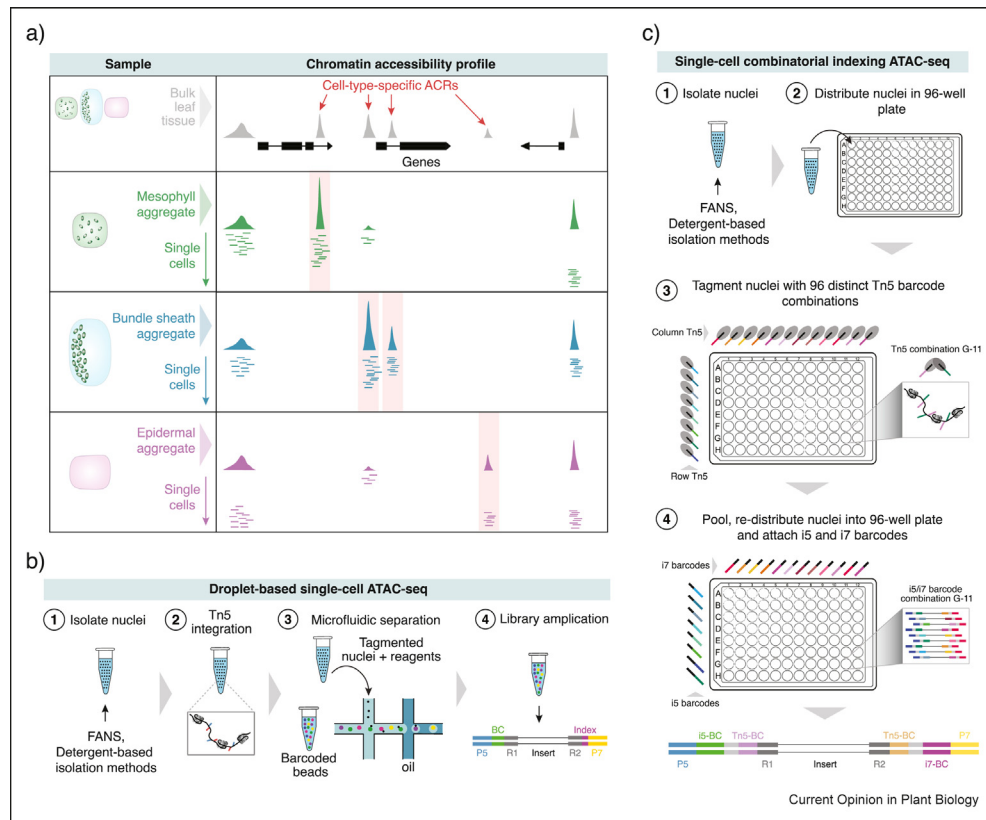 a)
Sample
Chromatin accessibility profile
Bulk
leaf
tissue
Cell-type-specific ACRs
Genes
Mesophyll
aggregate
Single
cells
Bundle sheath
aggregate
Single
cells
Epidermal
aggregate
Single
cells
b)
Droplet-based single-cell ATAC-seq
1 Isolate nuclei
FANS,
Detergent-based
isolation methods
2 Tn5
integration
3 Microfluidic separation
Tagmented
nuclei + reagents
Barcoded
beads
oil
4 Library amplication
BC
Index
P5
R1
Insert
R2
P7
c)
Single-cell combinatorial indexing ATAC-seq
1 Isolate nuclei
FANS,
Detergent-based
isolation methods
2 Distribute nuclei in 96-well
plate
A
B
C
D
E
F
G
H
3 Tagment nuclei with 96 distinct Tn5 barcode
combinations
Column Tn5
Tn5 combination G-11
A
B
C
D
E
F
G
H
Row Tn5
4 Pool, re-distribute nuclei into 96-well plate
and attach i5 and i7 barcodes
i7 barcodes
i5/i7 barcode
combination G-11
A
B
C
D
E
F
G
H
i5 barcodes
i5-BC
Tn5-BC
Tn5-BC
P7
P5
R1
Insert
R2
i7-BC
Current Opinion in Plant Biology